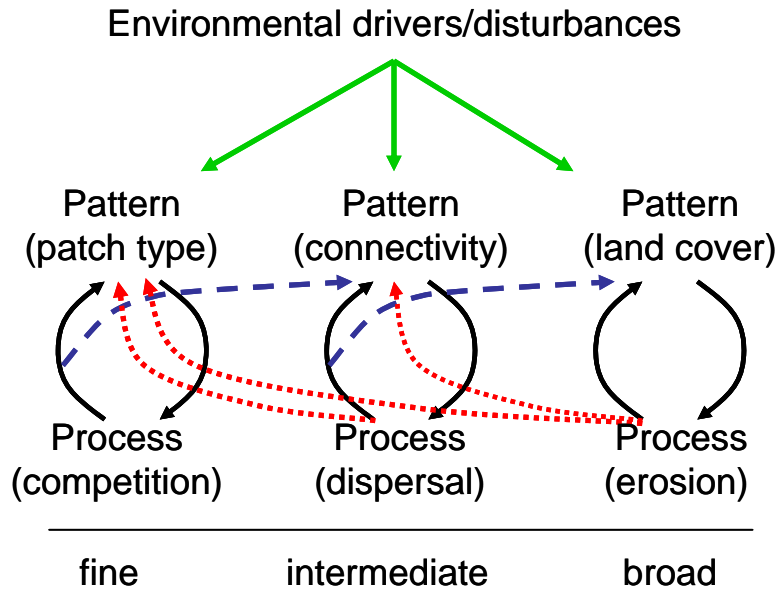 Environmental drivers/disturbances
Pattern Pattern Pattern
(patch type) (connectivity) (land cover)
Process Process Process
(competition) (dispersal) (erosion)
fine intermediate broad